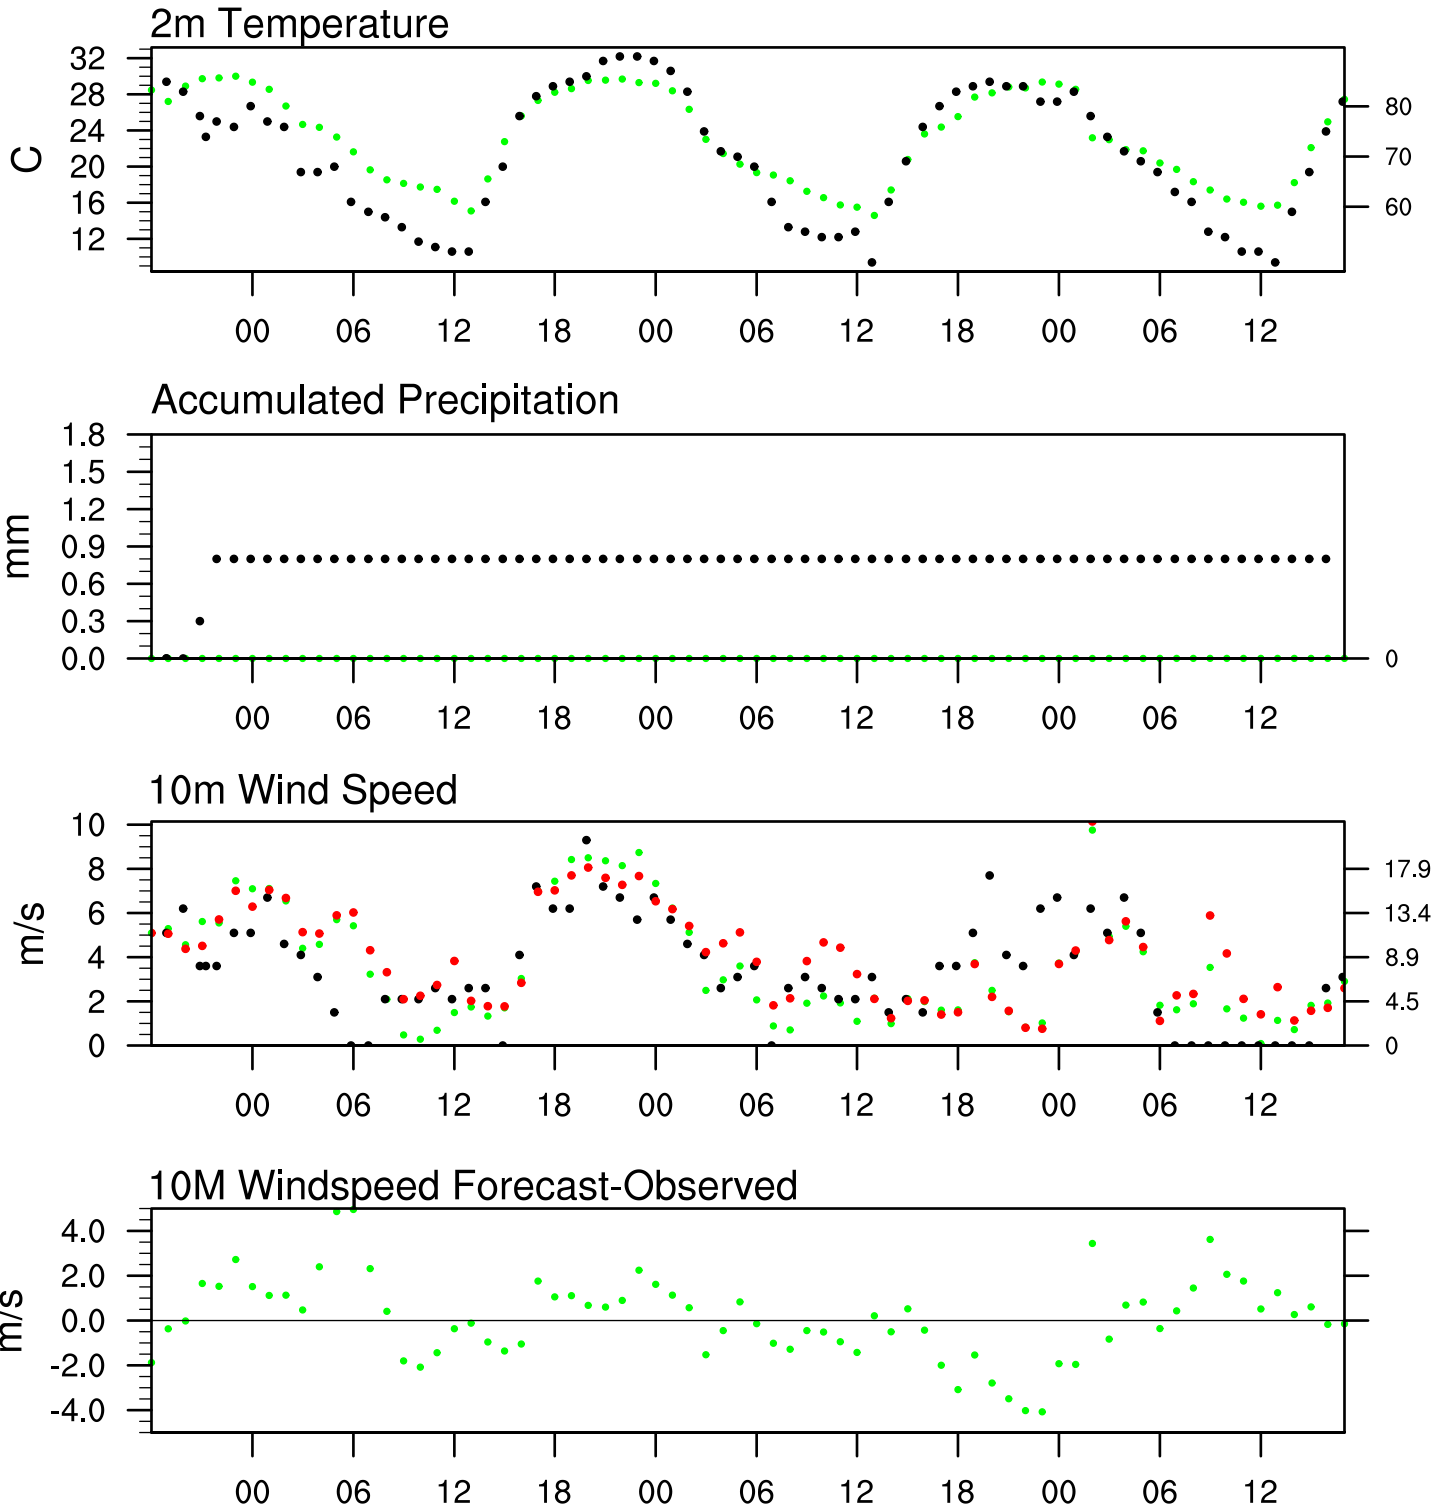 2m Temperature
32
28
24
20
16
12
C
80
70
60
00 06 12 18 00 06 12 18 00 06 12
Accumulated Precipitation
1.8
1.5
1.2
0.9
0.6
0.3
0.0
mm
0
00 06 12 18 00 06 12 18 00 06 12
10m Wind Speed
10
8
6
4
2
0
m/s
17.9
13.4
8.9
4.5
0
00 06 12 18 00 06 12 18 00 06 12
10M Windspeed Forecast-Observed
4.0
2.0
0.0
-2.0
-4.0
m/s
00 06 12 18 00 06 12 18 00 06 12